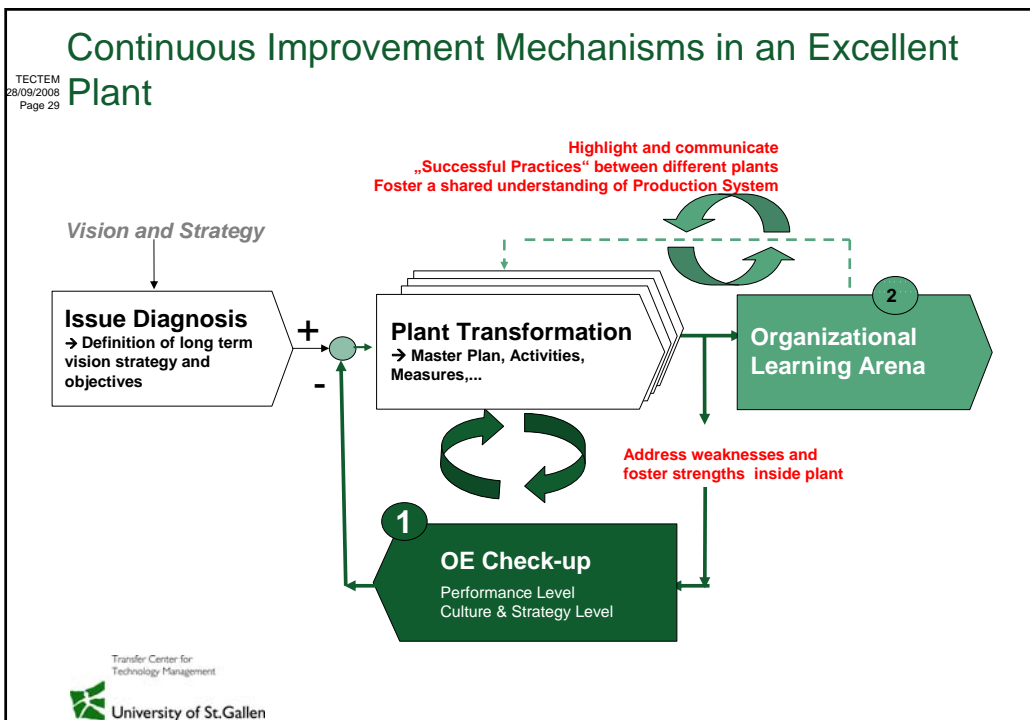 Continuous Improvement Mechanisms in an Excellent
Plant
TECTEM
28/09/2008
Page 29
Highlight and communicate
„Successful Practices“ between different plants
Foster a shared understanding of Production System
Vision and Strategy
Issue Diagnosis
→ Definition of long term
vision strategy and
objectives
+
-
Plant Transformation
→ Master Plan, Activities,
Measures,...
2
Organizational
Learning Arena
Address weaknesses and
foster strengths inside plant
1
OE Check-up
Performance Level
Culture & Strategy Level
Transfer Center for
Technology Management
University of St.Gallen